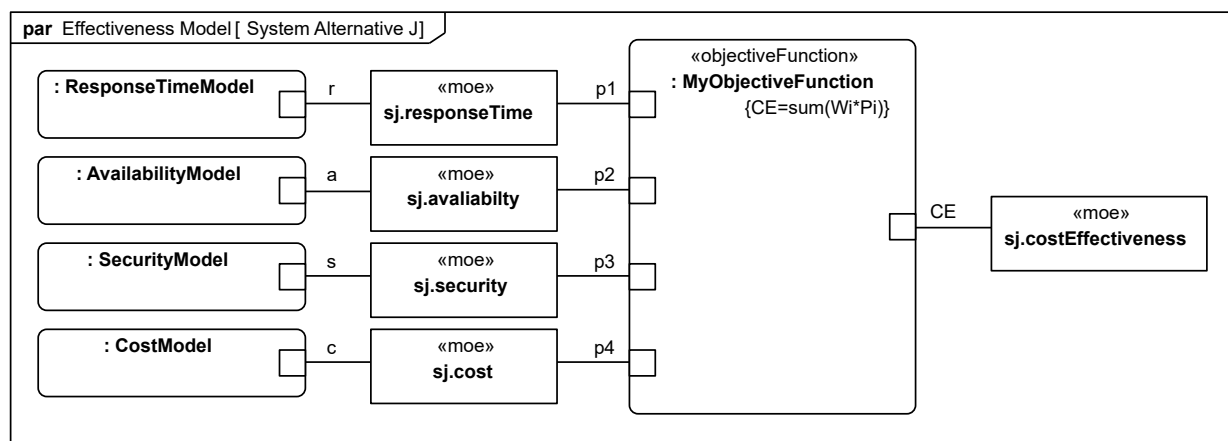 par Effectiveness Model [ System Alternative J]
: ResponseTimeModel
r
«moe»
sj.responseTime
p1
: AvailabilityModel
a
«moe»
sj.avaliabilty
p2
: SecurityModel
s
«moe»
sj.security
p3
: CostModel
c
«moe»
sj.cost
p4
«objectiveFunction»
: MyObjectiveFunction
{CE=sum(Wi*Pi)}
CE
«moe»
sj.costEffectiveness